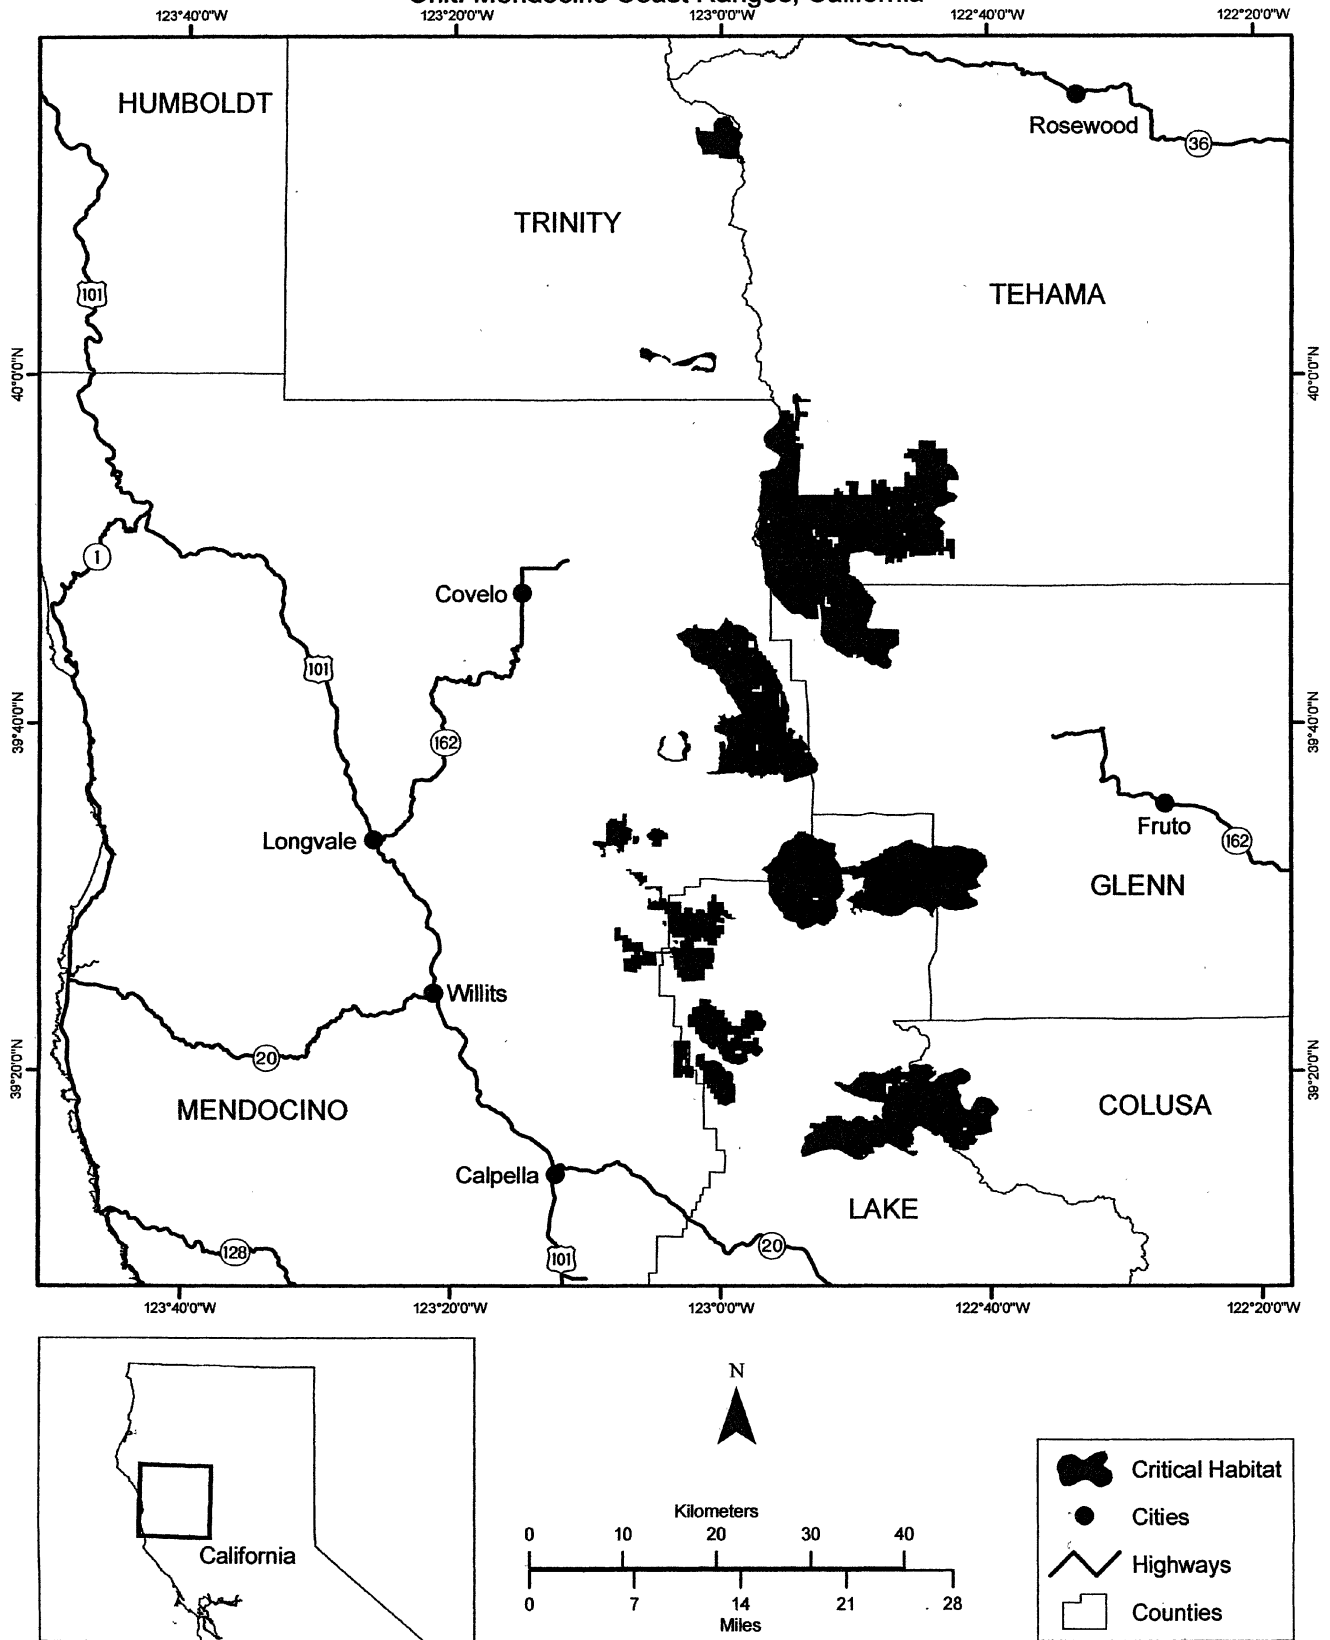 Unit: Mendocino Coast Ranges, California
123°40'0"W 123°20'0"W 123°0'0"W 122°40'0"W 122°20'0"W
HUMBOLDT
Rosewood
36
TRINITY
101
TEHAMA
40°0'0"N 40°0'0"N
1
Covelo
101
39°40'0"N 39°40'0"N
162
Longvale
Fruto
162
GLENN
Willits
20
39°20'0"N 39°20'0"N
MENDOCINO
COLUSA
Calpella
LAKE
128
101
20
123°40'0"W 123°20'0"W 123°0'0"W 122°40'0"W 122°20'0"W
N
California
Kilometers
0 10 20 30 40
0 7 14 21 28
Miles
Critical Habitat
Cities
Highways
Counties